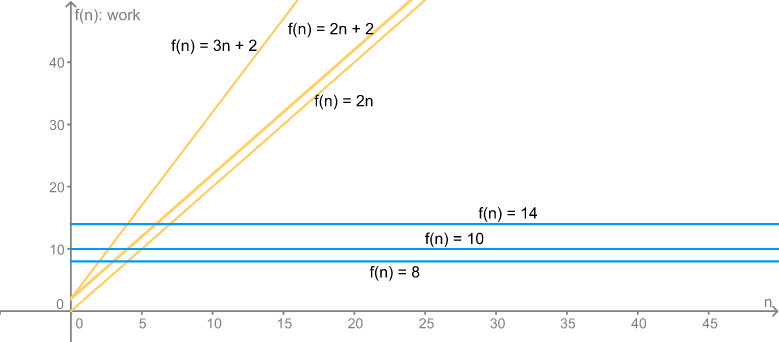 f(n): work
f(n) = 3n + 2
f(n) = 2n + 2
40
f(n) = 2n
30
20
f(n) = 14
f(n) = 10
10
f(n) = 8
0
n
0 5 10 15 20 25 30 35 40 45